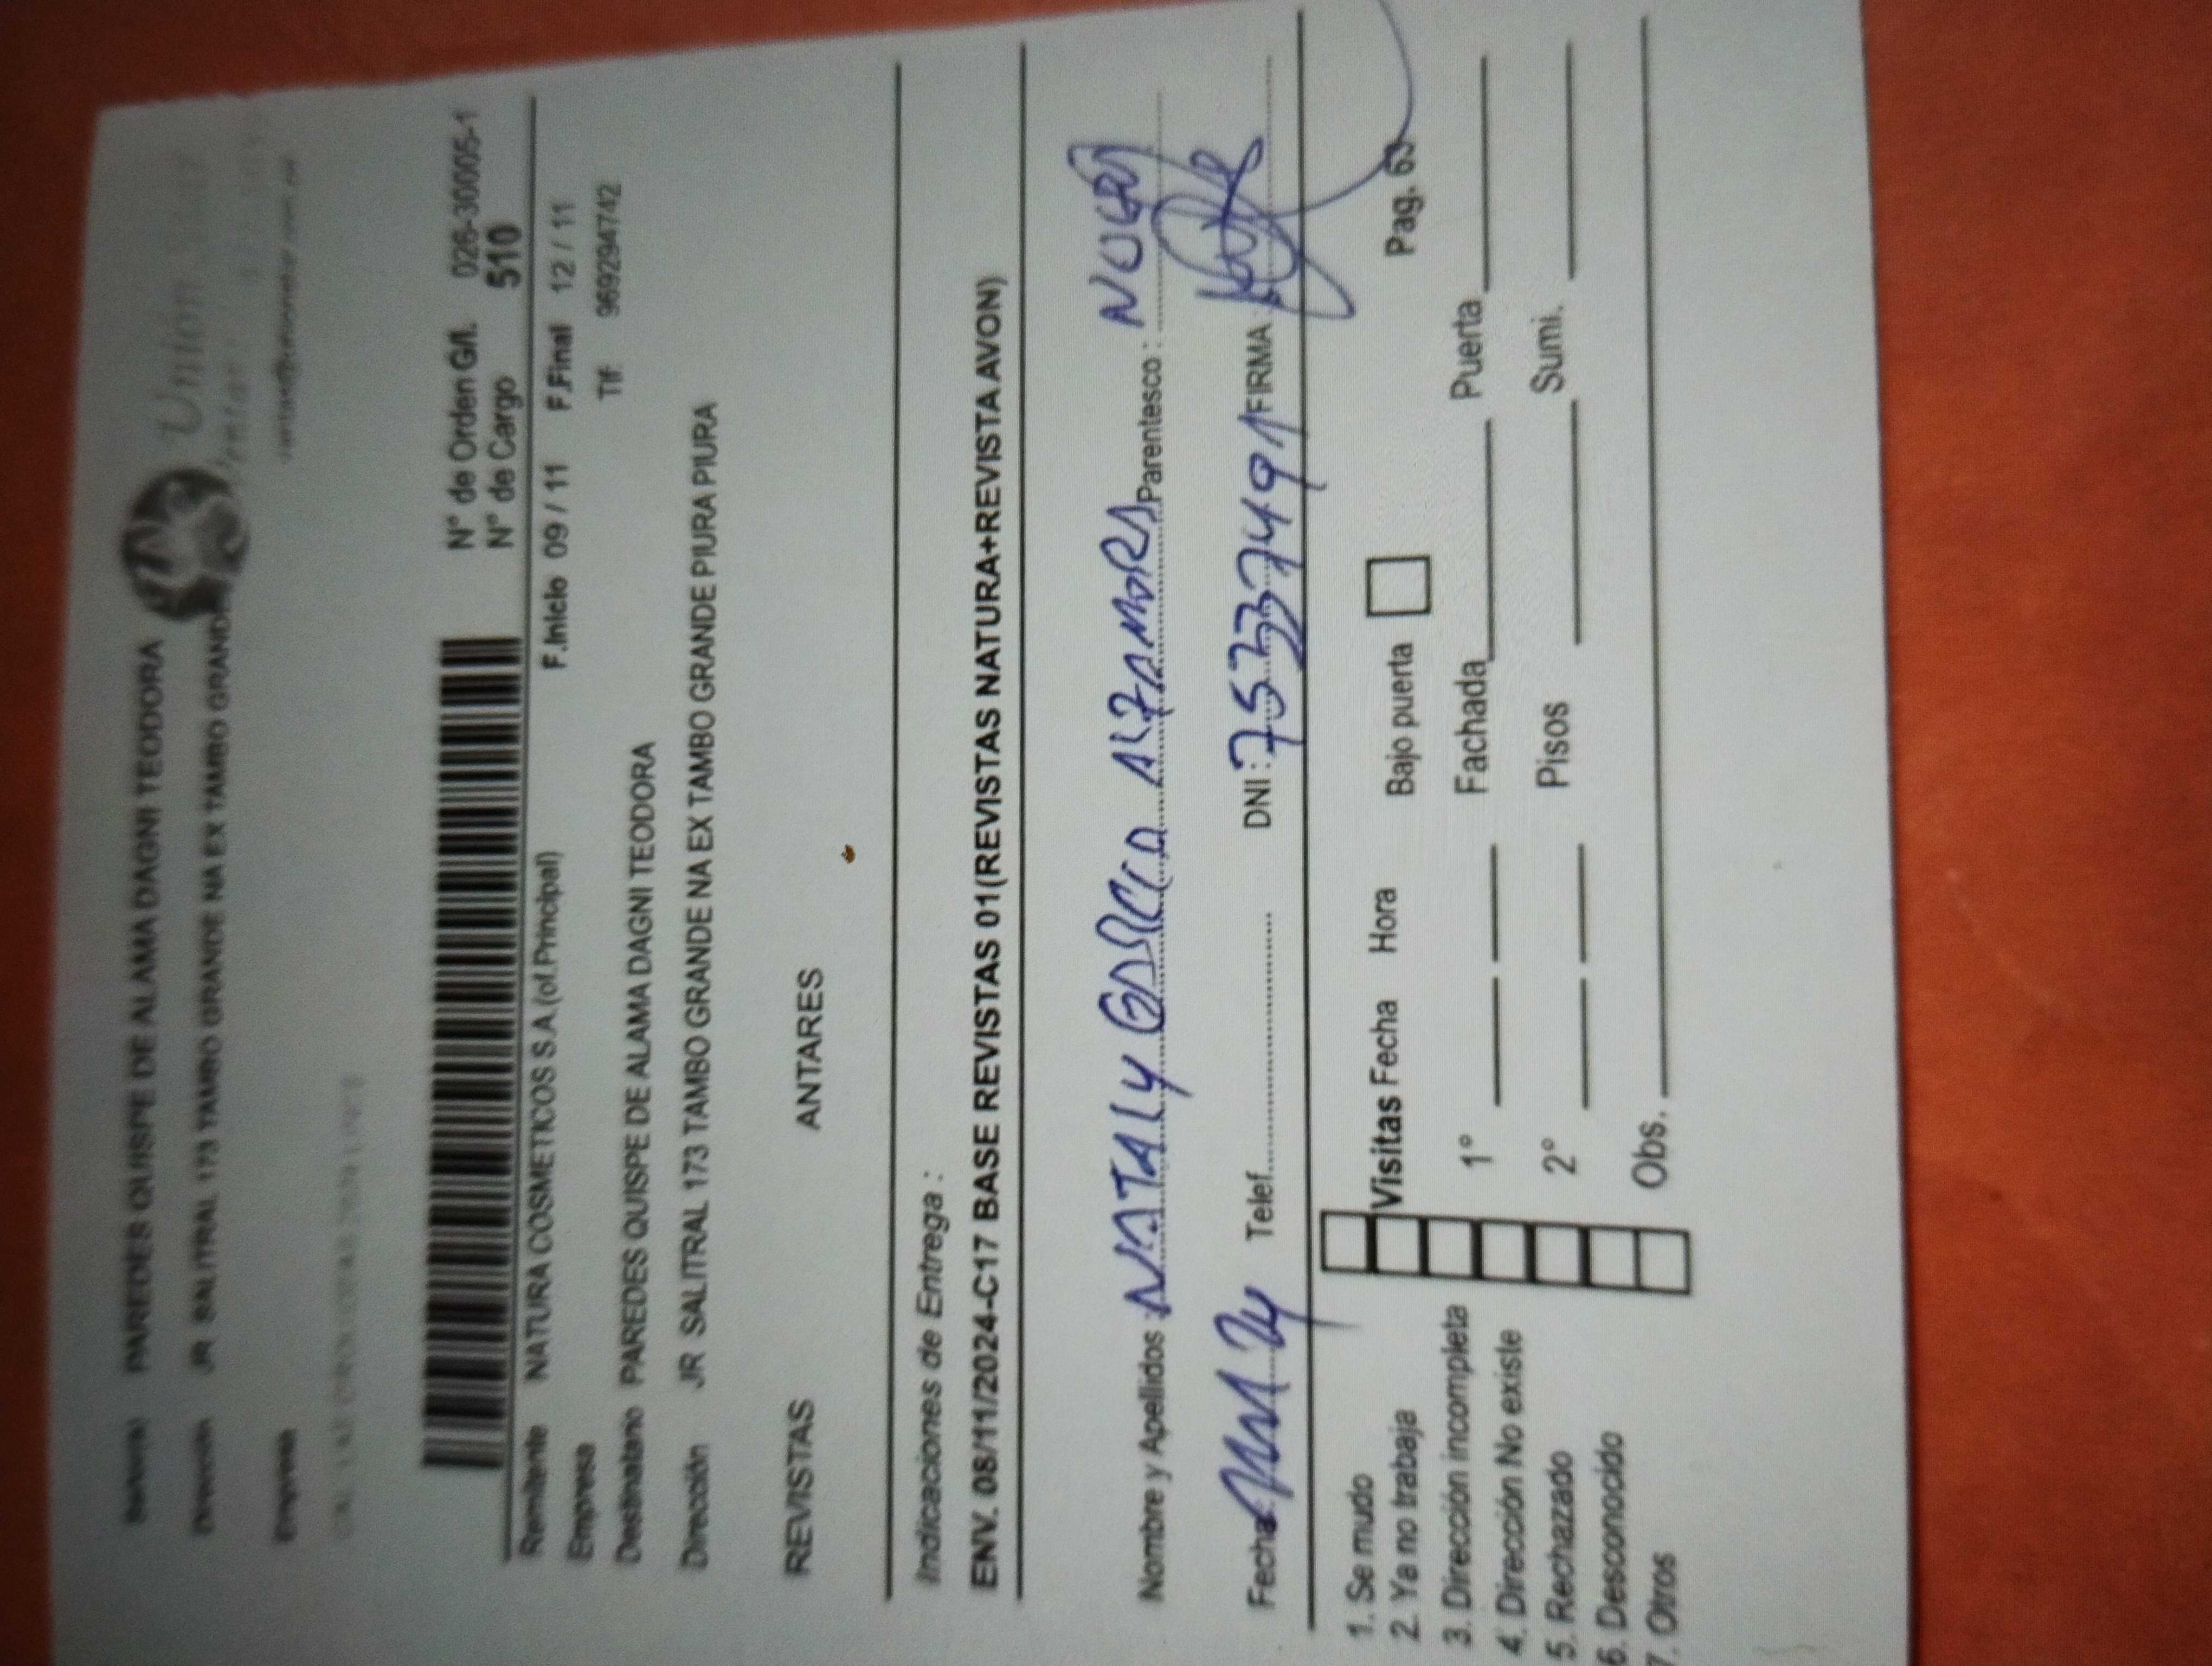 PAREDES QUISPE DE ALAMA DAGNI TEODORA
Dirección JR SALITRAL 173 TAMBO GRANDE NA EX TAMBO GRANDE
Unión
Empresa
N° de Orden G/I. 026-30005-1
N° de Cargo 510
Remitente NATURA COSMETICOS S.A (of.Principal) F.Inicio 09 / 11 F.Final 12 / 11
Empresa Tlf 969294742
Destinatario PAREDES QUISPE DE ALAMA DAGNI TEODORA
Dirección JR SALITRAL 173 TAMBO GRANDE NA EX TAMBO GRANDE PIURA PIURA
REVISTAS ANTARES
Indicaciones de Entrega :
ENV. 08/11/2024-C17 BASE REVISTAS 01(REVISTAS NATURA+REVISTA AVON)
Nombre y Apellidos : NATALY Parentesco :
Fecha: Telef. DNI : FIRMA :
1. Se mudo
2. Ya no trabaja Visitas Fecha Hora Bajo puerta Pag. 63
3. Dirección incompleta
4. Dirección No existe 1° Fachada Puerta
5. Rechazado 2° Pisos Sumi.
6. Desconocido
7. Otros Obs.